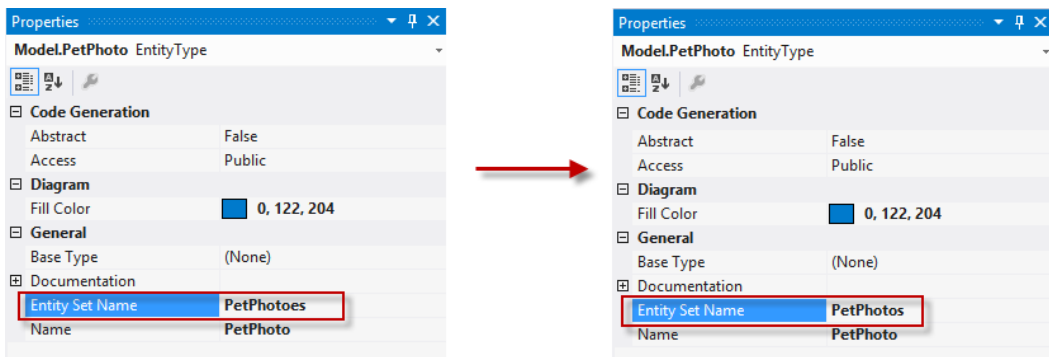 Properties
Model.PetPhoto EntityType
Code Generation
Abstract False
Access Public
Diagram
Fill Color 0, 122, 204
General
Base Type (None)
Documentation
Entity Set Name PetPhotoes
Name PetPhoto
Properties
Model.PetPhoto EntityType
Code Generation
Abstract False
Access Public
Diagram
Fill Color 0, 122, 204
General
Base Type (None)
Documentation
Entity Set Name PetPhotos
Name PetPhoto